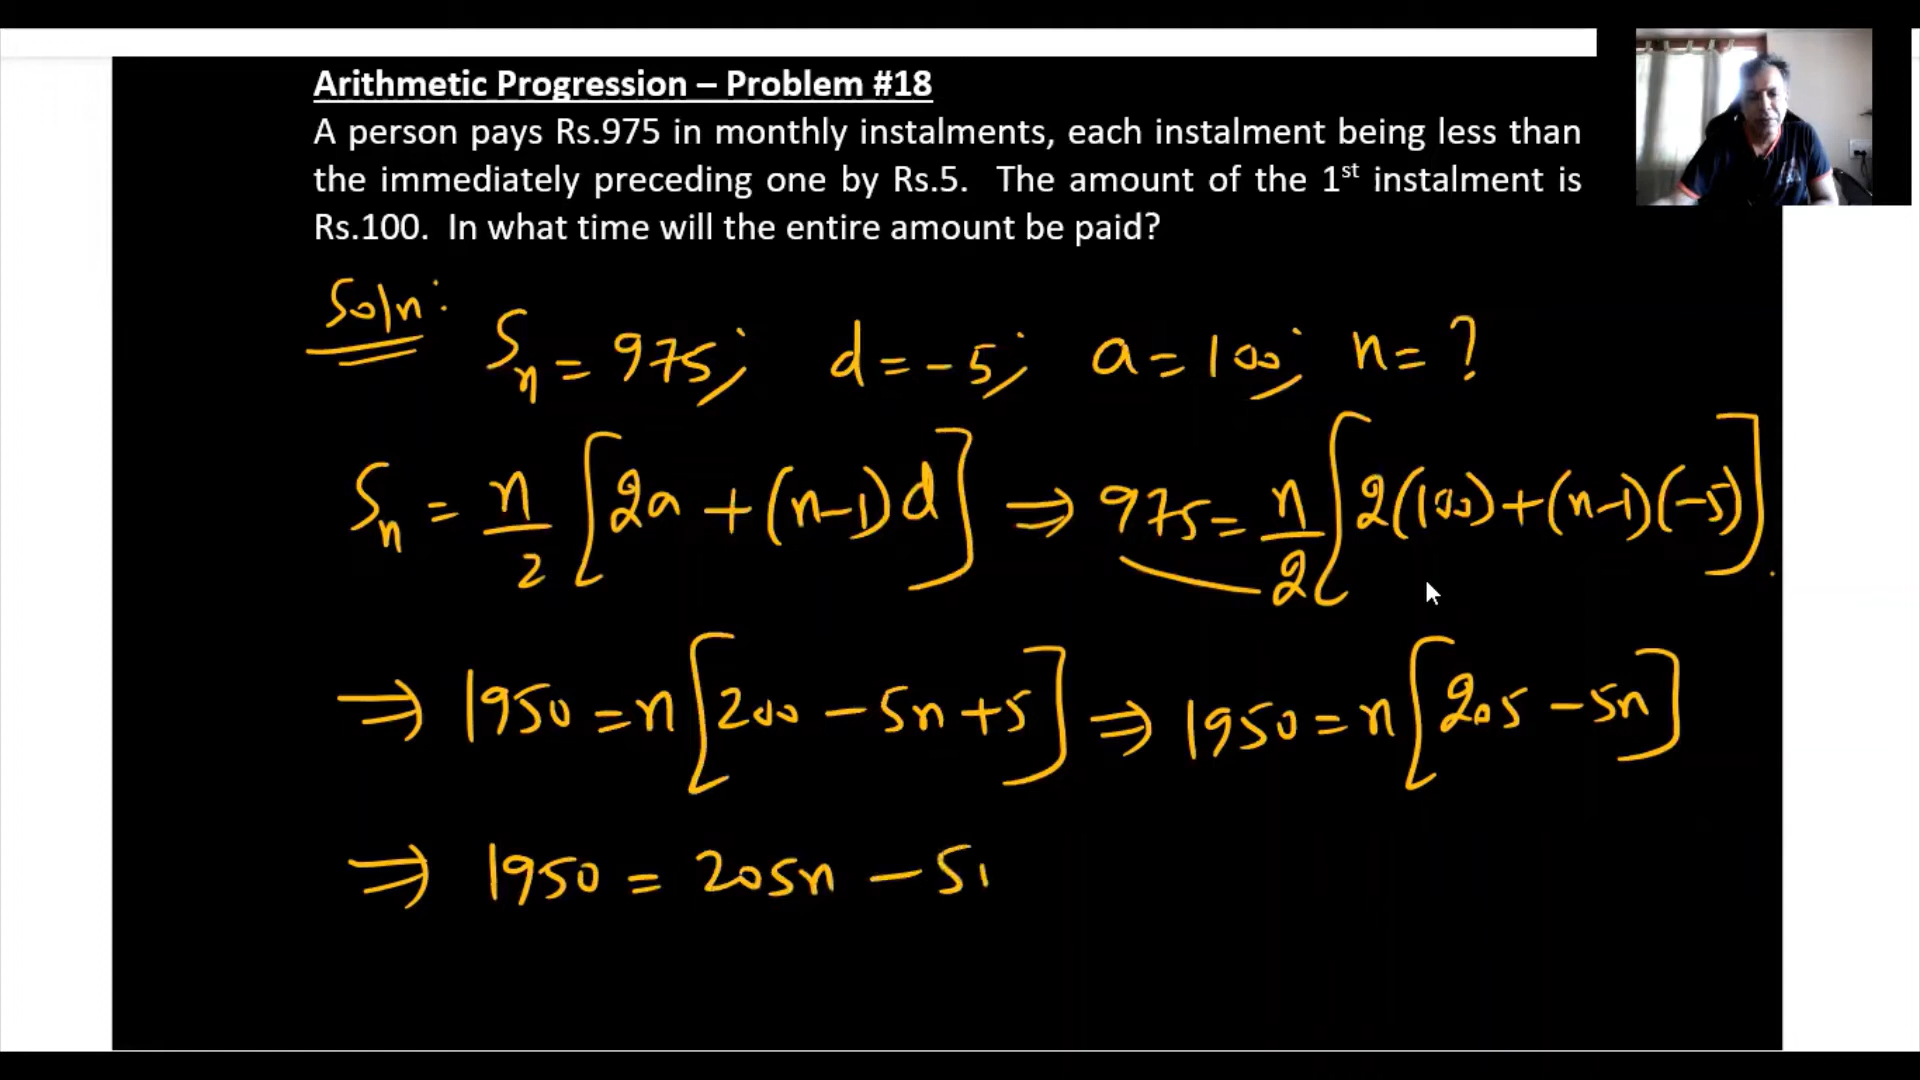 Arithmetic Progression – Problem #18
A person pays Rs.975 in monthly instalments, each instalment being less than
the immediately preceding one by Rs.5. The amount of the 1st instalment is
Rs.100. In what time will the entire amount be paid?
Soln:
Sn = 975; d = -5; a = 100; n = ?
Sn = n/2 [2a + (n-1)d] ⇒ 975 = n/2 [2(100) + (n-1)(-5)].
⇒ 1950 = n[200 - 5n + 5] ⇒ 1950 = n[205 - 5n]
⇒ 1950 = 205n - 5